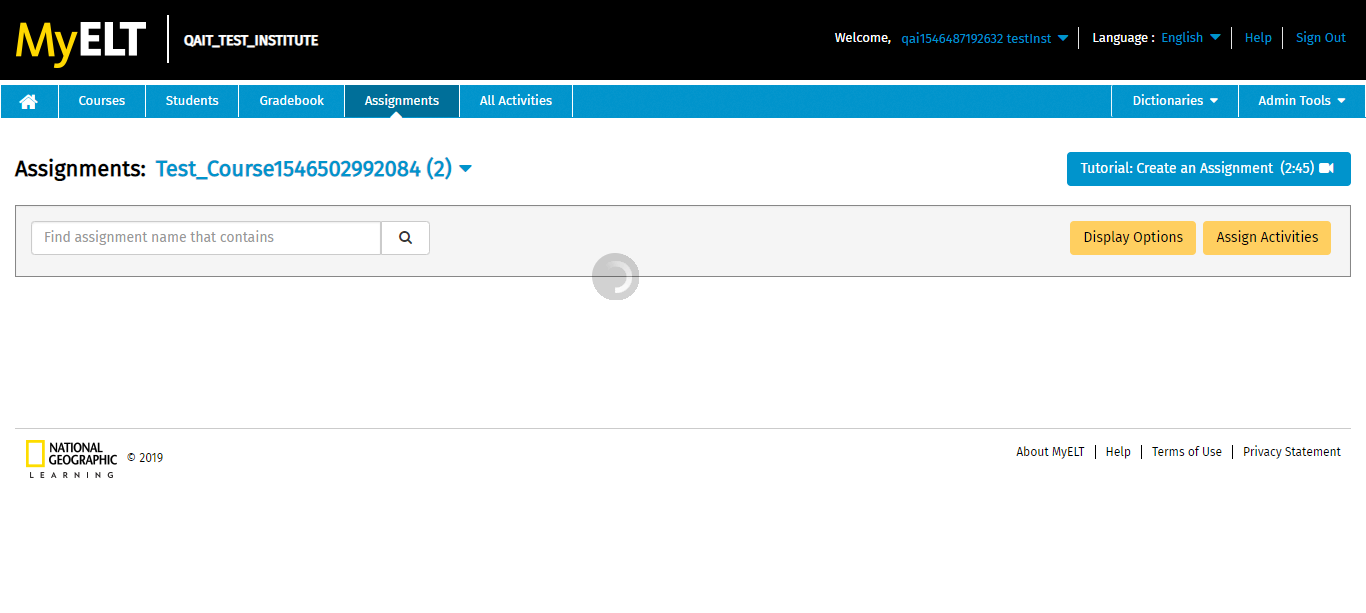 MyELT QAIT_TEST_INSTITUTE Welcome, qai1546487192632 testInst Language : English Help Sign Out
Courses Students Gradebook Assignments All Activities Dictionaries Admin Tools
Assignments: Test_Course1546502992084 (2) Tutorial: Create an Assignment (2:45)
Find assignment name that contains Display Options Assign Activities
NATIONAL
GEOGRAPHIC
LEARNING
© 2019 About MyELT Help Terms of Use Privacy Statement